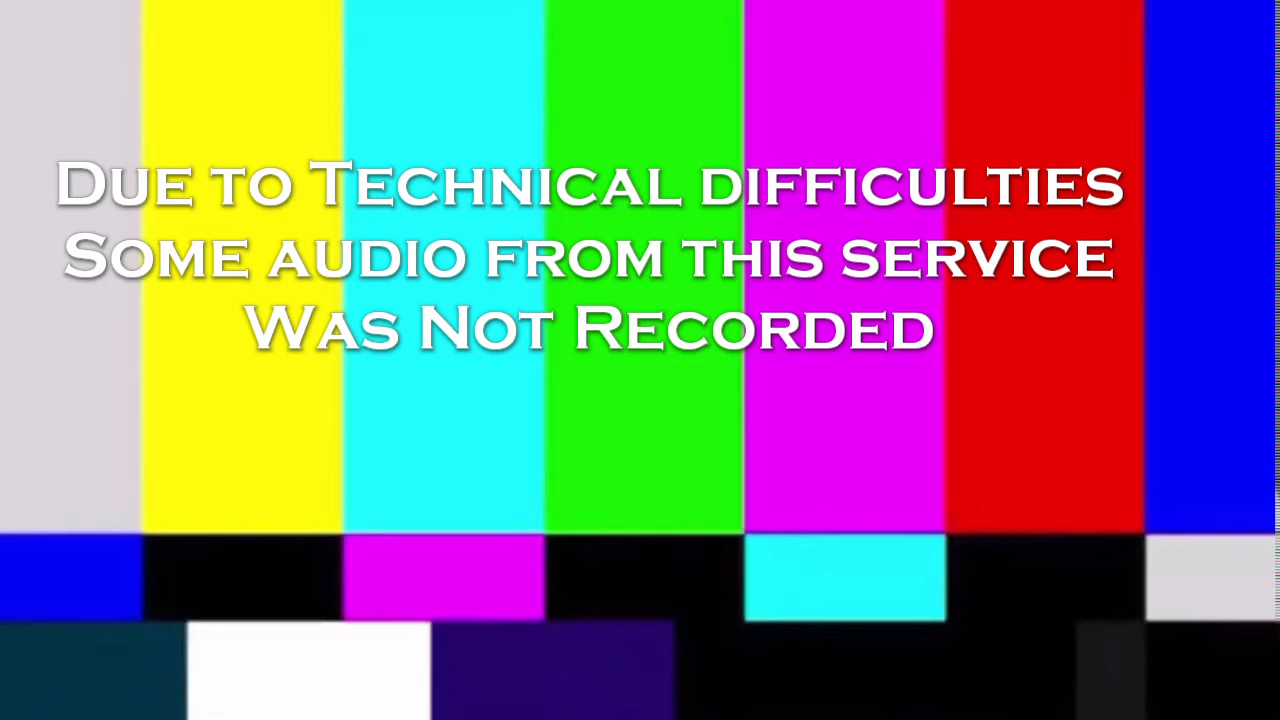 Due to Technical difficulties
Some audio from this service
Was Not Recorded